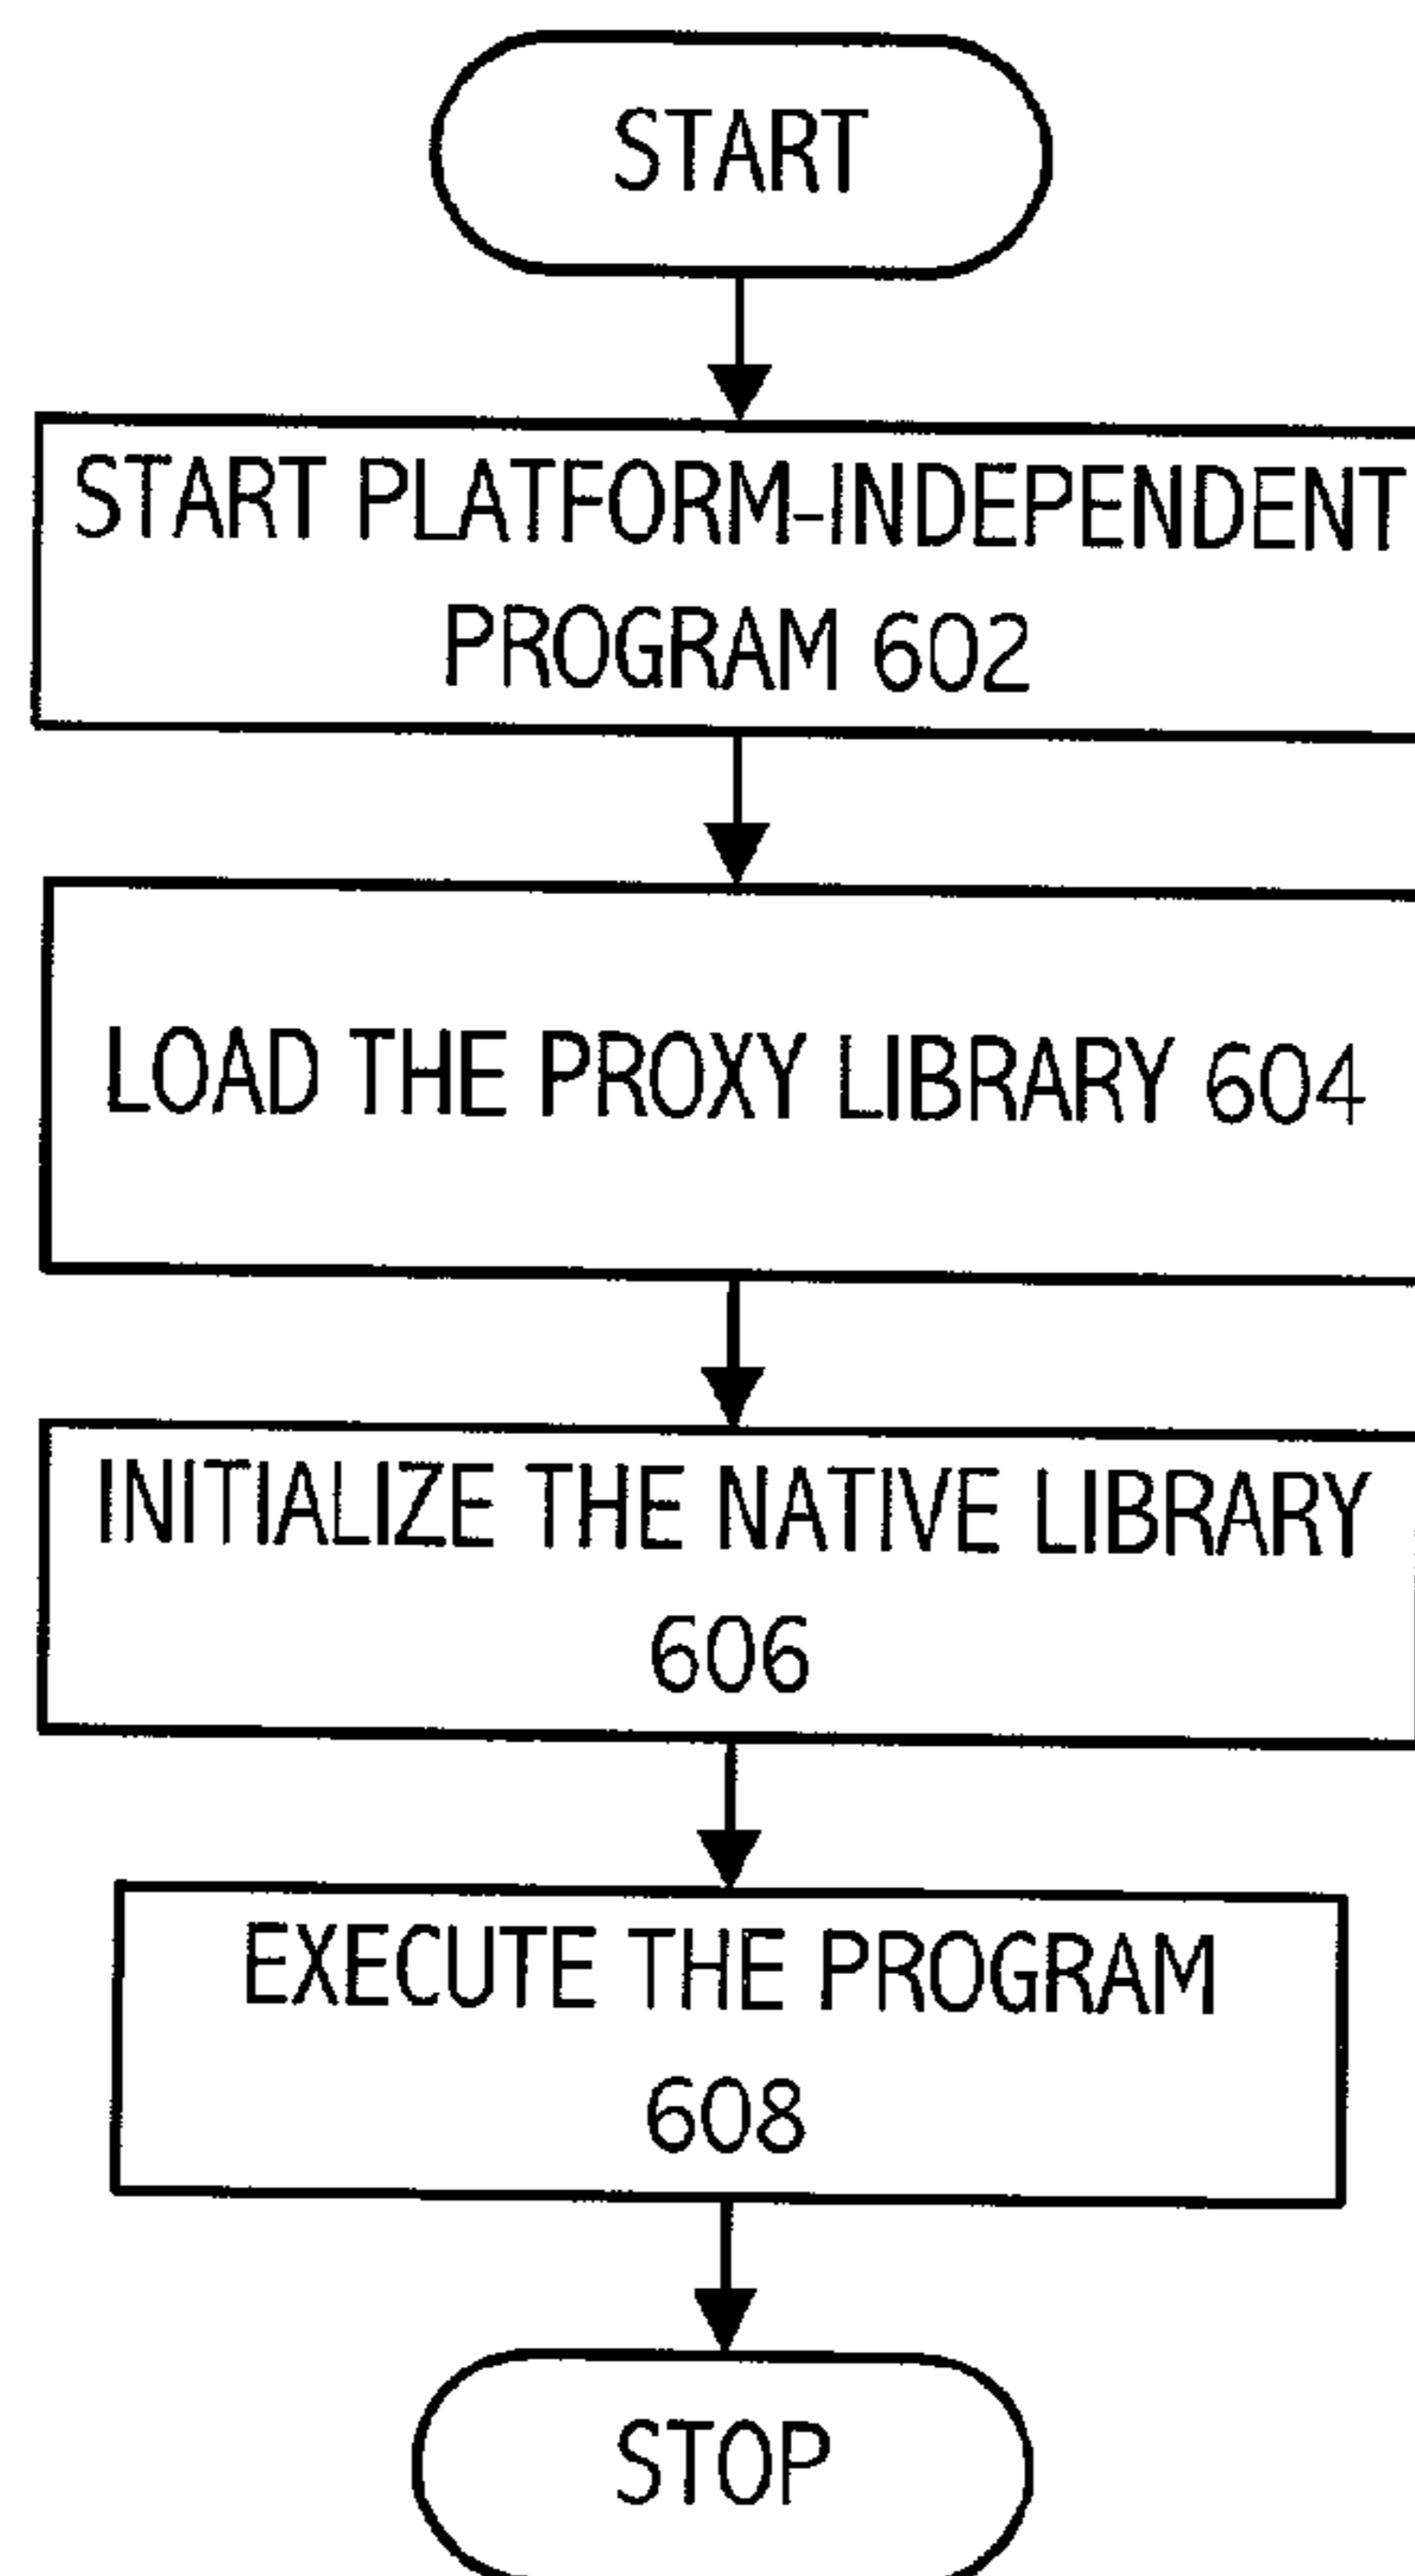 START
START PLATFORM-INDEPENDENT
PROGRAM 602
LOAD THE PROXY LIBRARY 604
INITIALIZE THE NATIVE LIBRARY
606
EXECUTE THE PROGRAM
608
STOP